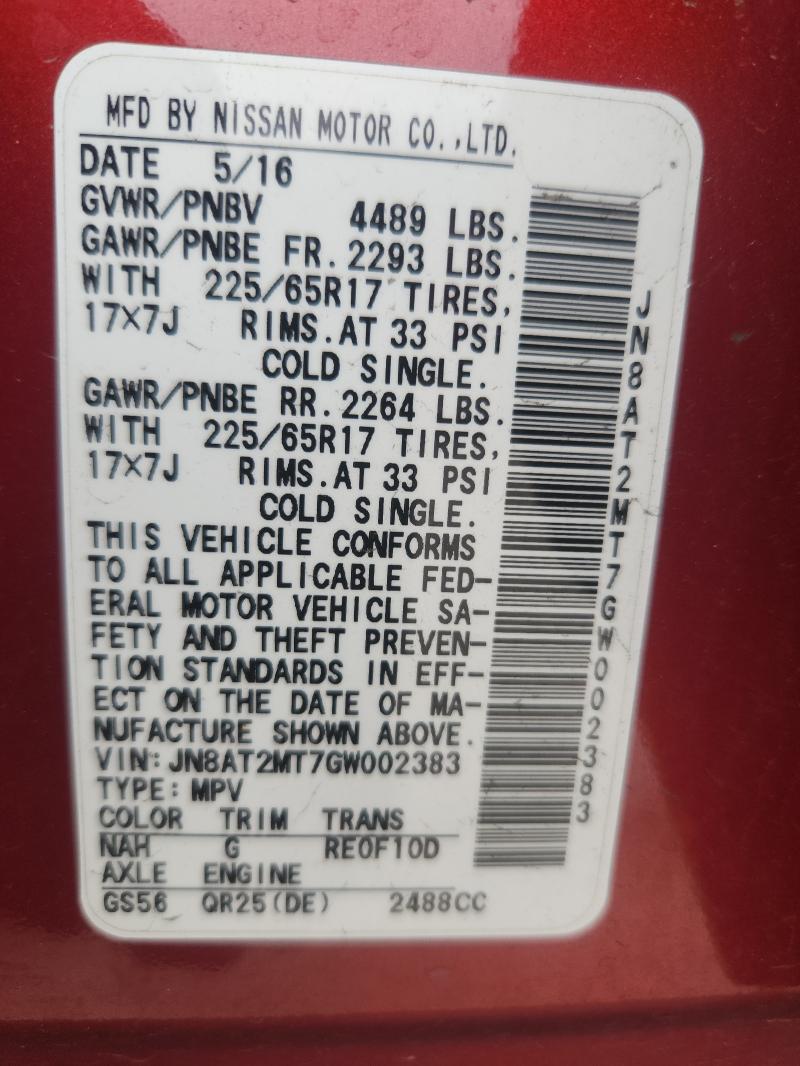 MFD BY NISSAN MOTOR CO.,LTD.
DATE 5/16
GVWR/PNBV 4489 LBS.
GAWR/PNBE FR.2293 LBS.
WITH 225/65R17 TIRES,
17X7J RIMS.AT 33 PSI
COLD SINGLE.
GAWR/PNBE RR.2264 LBS.
WITH 225/65R17 TIRES,
17X7J RIMS.AT 33 PSI
COLD SINGLE.
THIS VEHICLE CONFORMS
TO ALL APPLICABLE FED-
ERAL MOTOR VEHICLE SA-
FETY AND THEFT PREVEN-
TION STANDARDS IN EFF-
ECT ON THE DATE OF MA-
NUFACTURE SHOWN ABOVE.
VIN:JN8AT2MT7GW002383
TYPE:MPV
COLOR TRIM TRANS
NAH G RE0F10D
AXLE ENGINE
GS56 QR25(DE) 2488CC
JN8AT2MT7GW002383